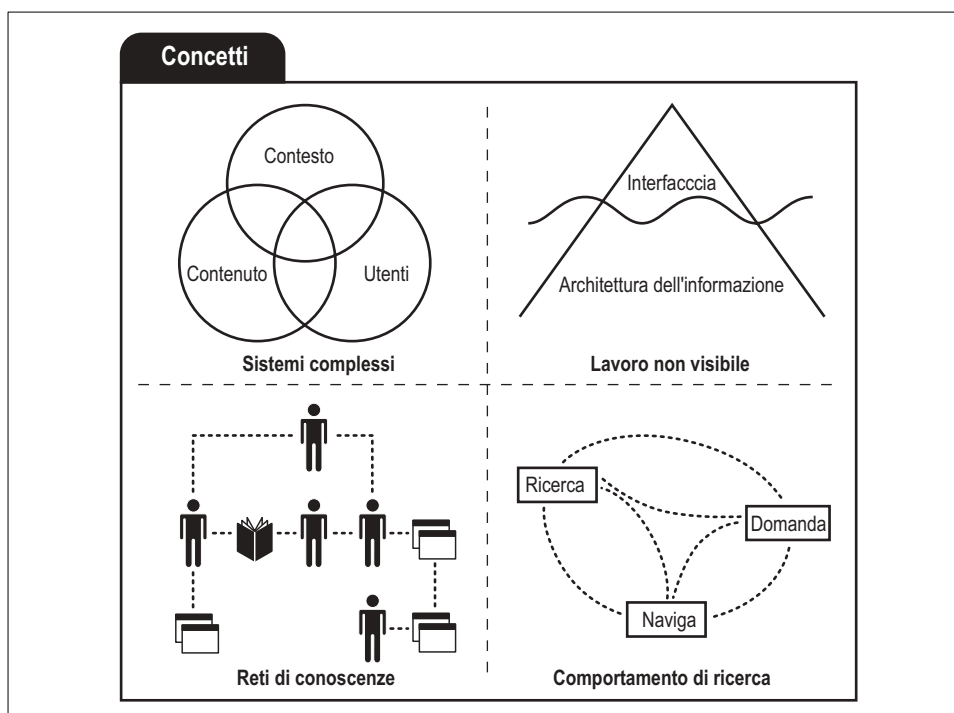 Concetti
Contesto
Contenuto
Utenti
Sistemi complessi
Interfacccia
Architettura dell'informazione
Lavoro non visibile
Reti di conoscenze
Ricerca
Domanda
Naviga
Comportamento di ricerca